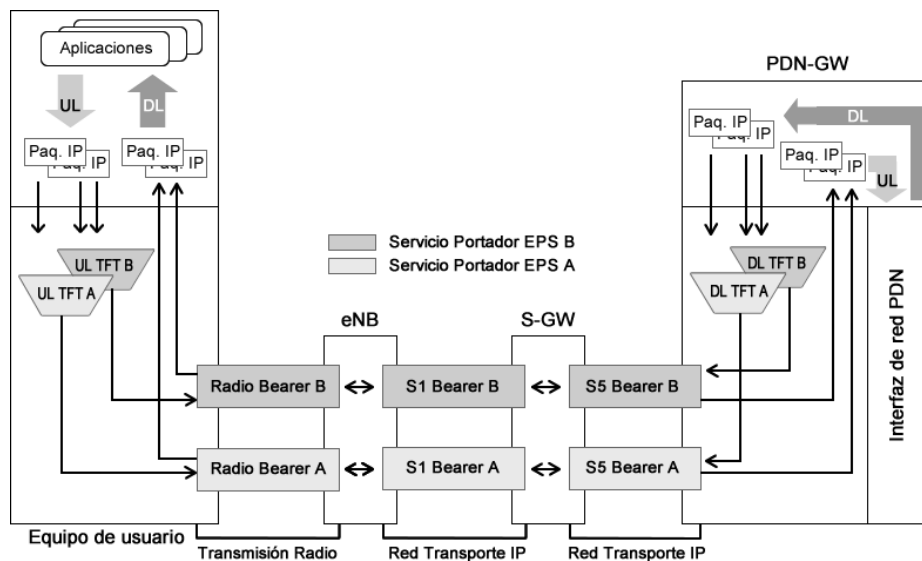 Aplicaciones
UL
DL
Paq. IP
Paq. IP
Paq. IP
Paq. IP
PDN-GW
DL
Paq. IP
Paq. IP
Paq. IP
Paq. IP
UL
UL TFT B
UL TFT A
Servicio Portador EPS B
Servicio Portador EPS A
DL TFT B
DL TFT A
Interfaz de red PDN
eNB
S-GW
Radio Bearer B
S1 Bearer B
S5 Bearer B
Radio Bearer A
S1 Bearer A
S5 Bearer A
Equipo de usuario
Transmisión Radio
Red Transporte IP
Red Transporte IP